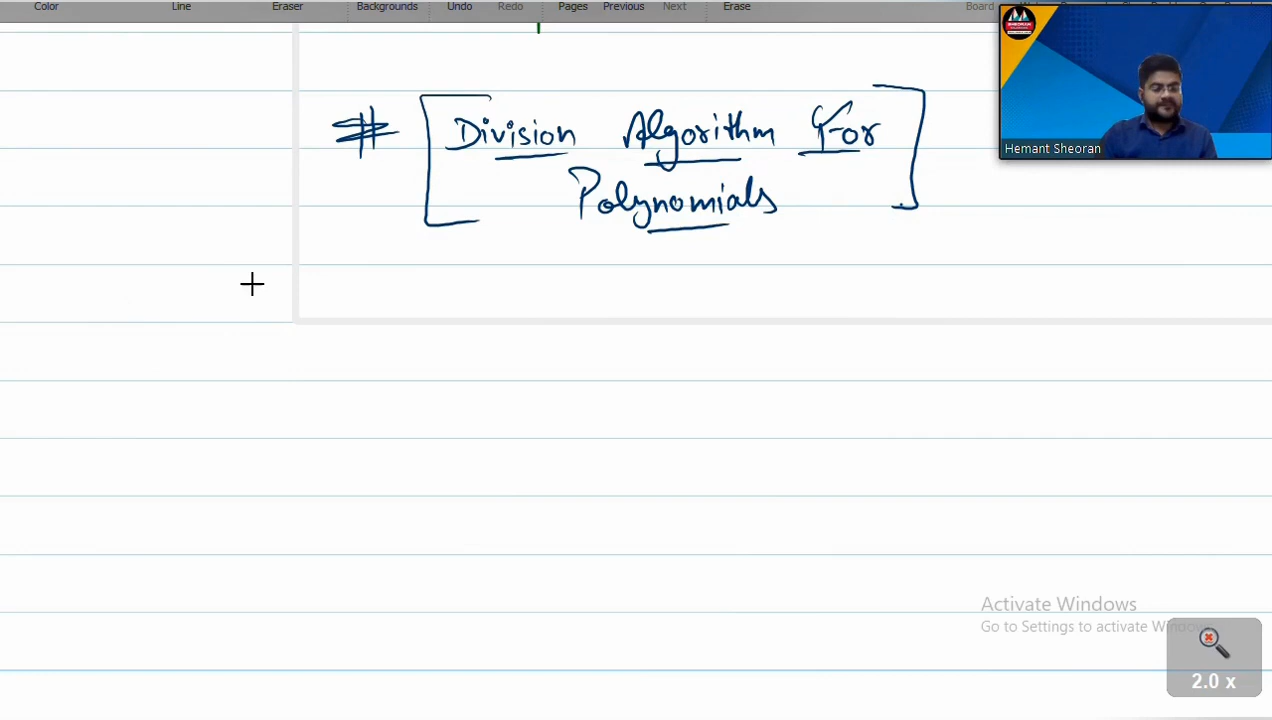 Color Line Eraser Backgrounds Undo Redo Pages Previous Next Erase Board
# [Division Algorithm For
Polynomials]
Hemant Sheoran
Activate Windows
Go to Settings to activate Windows.
2.0 x